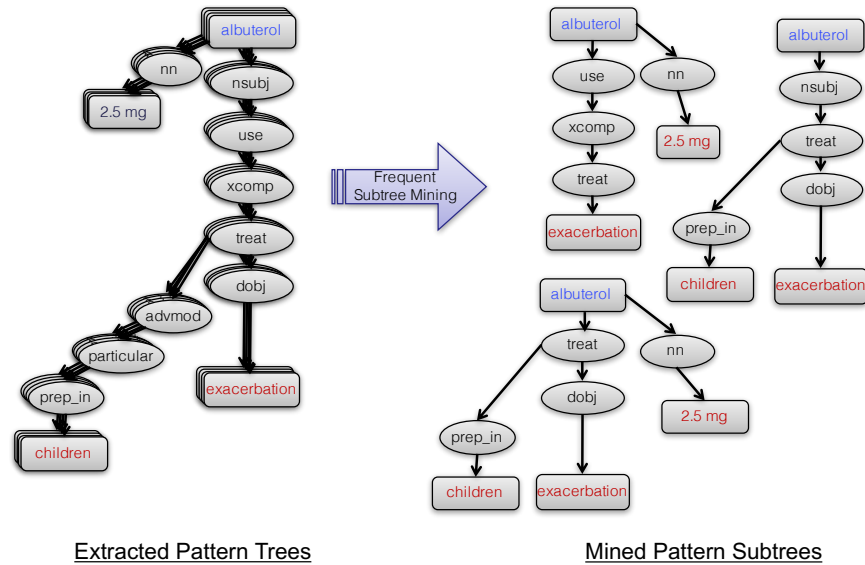 albuterol
nn
nsubj
2.5 mg
use
xcomp
treat
dobj
advmod
particular
prep_in
exacerbation
children
Extracted Pattern Trees
Frequent
Subtree Mining
albuterol
use
nn
xcomp
2.5 mg
treat
exacerbation
albuterol
nsubj
treat
dobj
prep_in
children
exacerbation
albuterol
treat
nn
dobj
2.5 mg
prep_in
children
exacerbation
Mined Pattern Subtrees